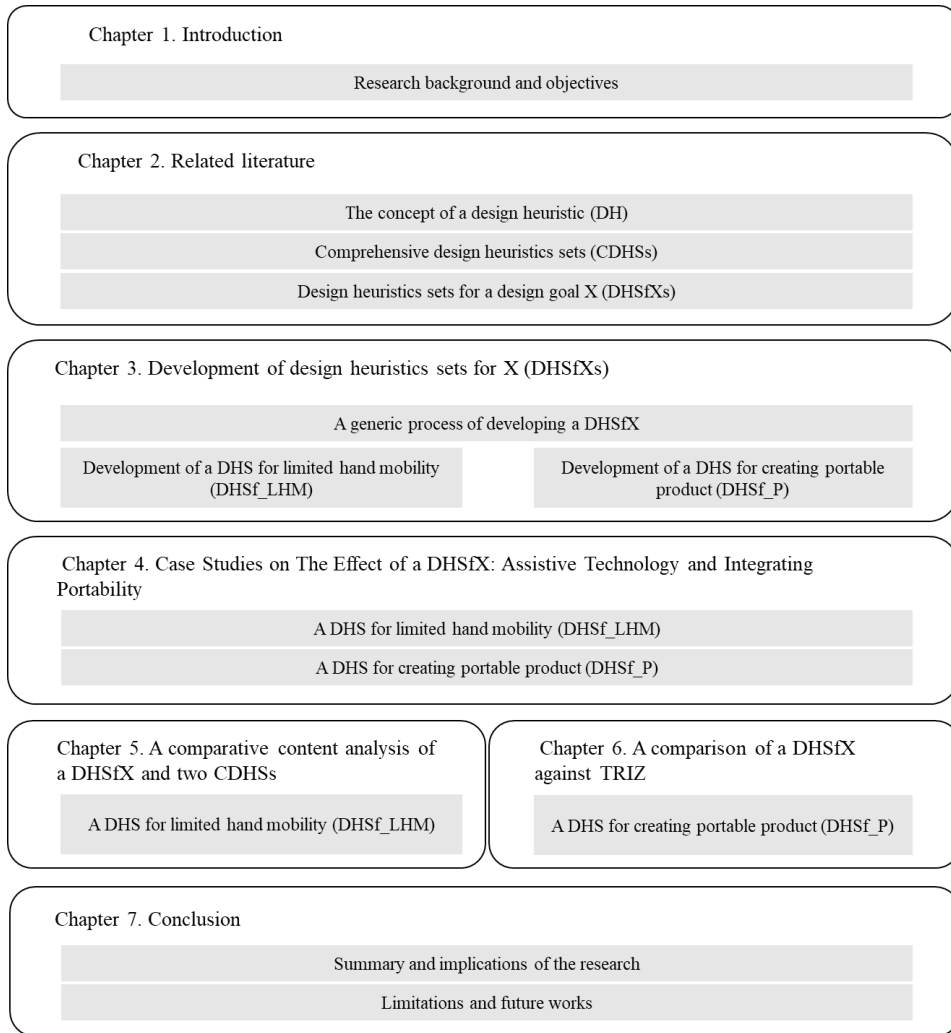 Chapter 1. Introduction
Research background and objectives
Chapter 2. Related literature
The concept of a design heuristic (DH)
Comprehensive design heuristics sets (CDHSs)
Design heuristics sets for a design goal X (DHSfXs)
Chapter 3. Development of design heuristics sets for X (DHSfXs)
A generic process of developing a DHSfX
Development of a DHS for limited hand mobility
(DHSf_LHM)
Development of a DHS for creating portable
product (DHSf_P)
Chapter 4. Case Studies on The Effect of a DHSfX: Assistive Technology and Integrating
Portability
A DHS for limited hand mobility (DHSf_LHM)
A DHS for creating portable product (DHSf_P)
Chapter 5. A comparative content analysis of
a DHSfX and two CDHSs
A DHS for limited hand mobility (DHSf_LHM)
Chapter 6. A comparison of a DHSfX
against TRIZ
A DHS for creating portable product (DHSf_P)
Chapter 7. Conclusion
Summary and implications of the research
Limitations and future works